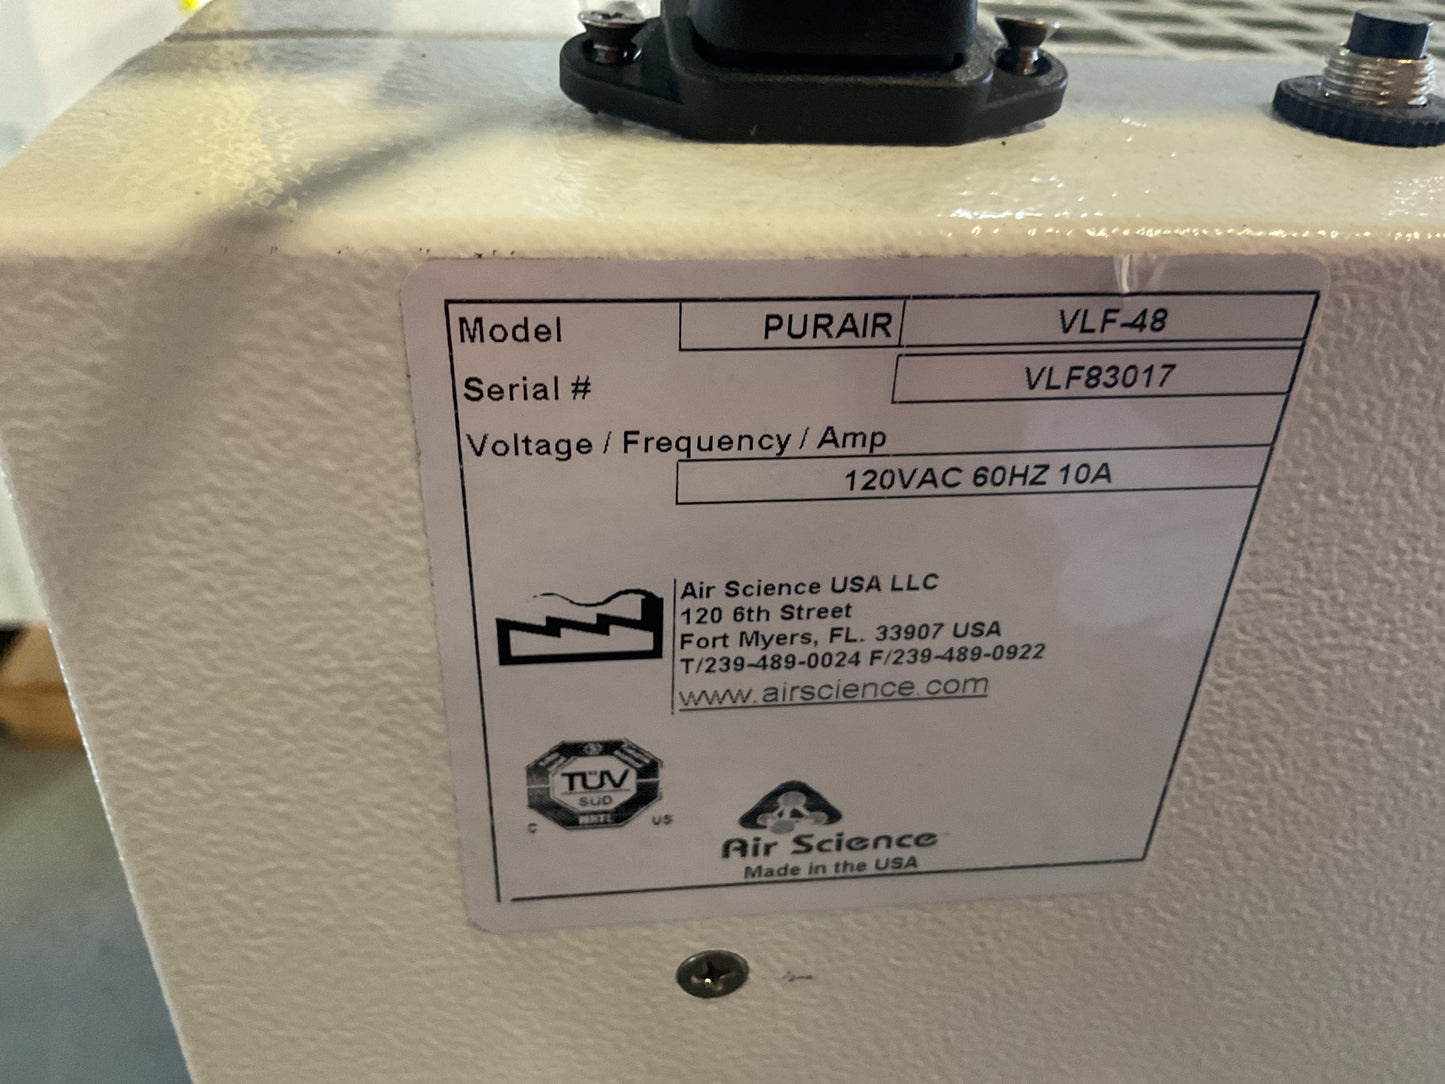 Model PURAIR VLF-48
Serial # VLF83017
Voltage / Frequency / Amp
120VAC 60HZ 10A
Air Science USA LLC
120 6th Street
Fort Myers, FL. 33907 USA
T/239-489-0024 F/239-489-0922
www.airscience.com
TÜV
SÜD
NRTL
C US
Air Science
Made in the USA